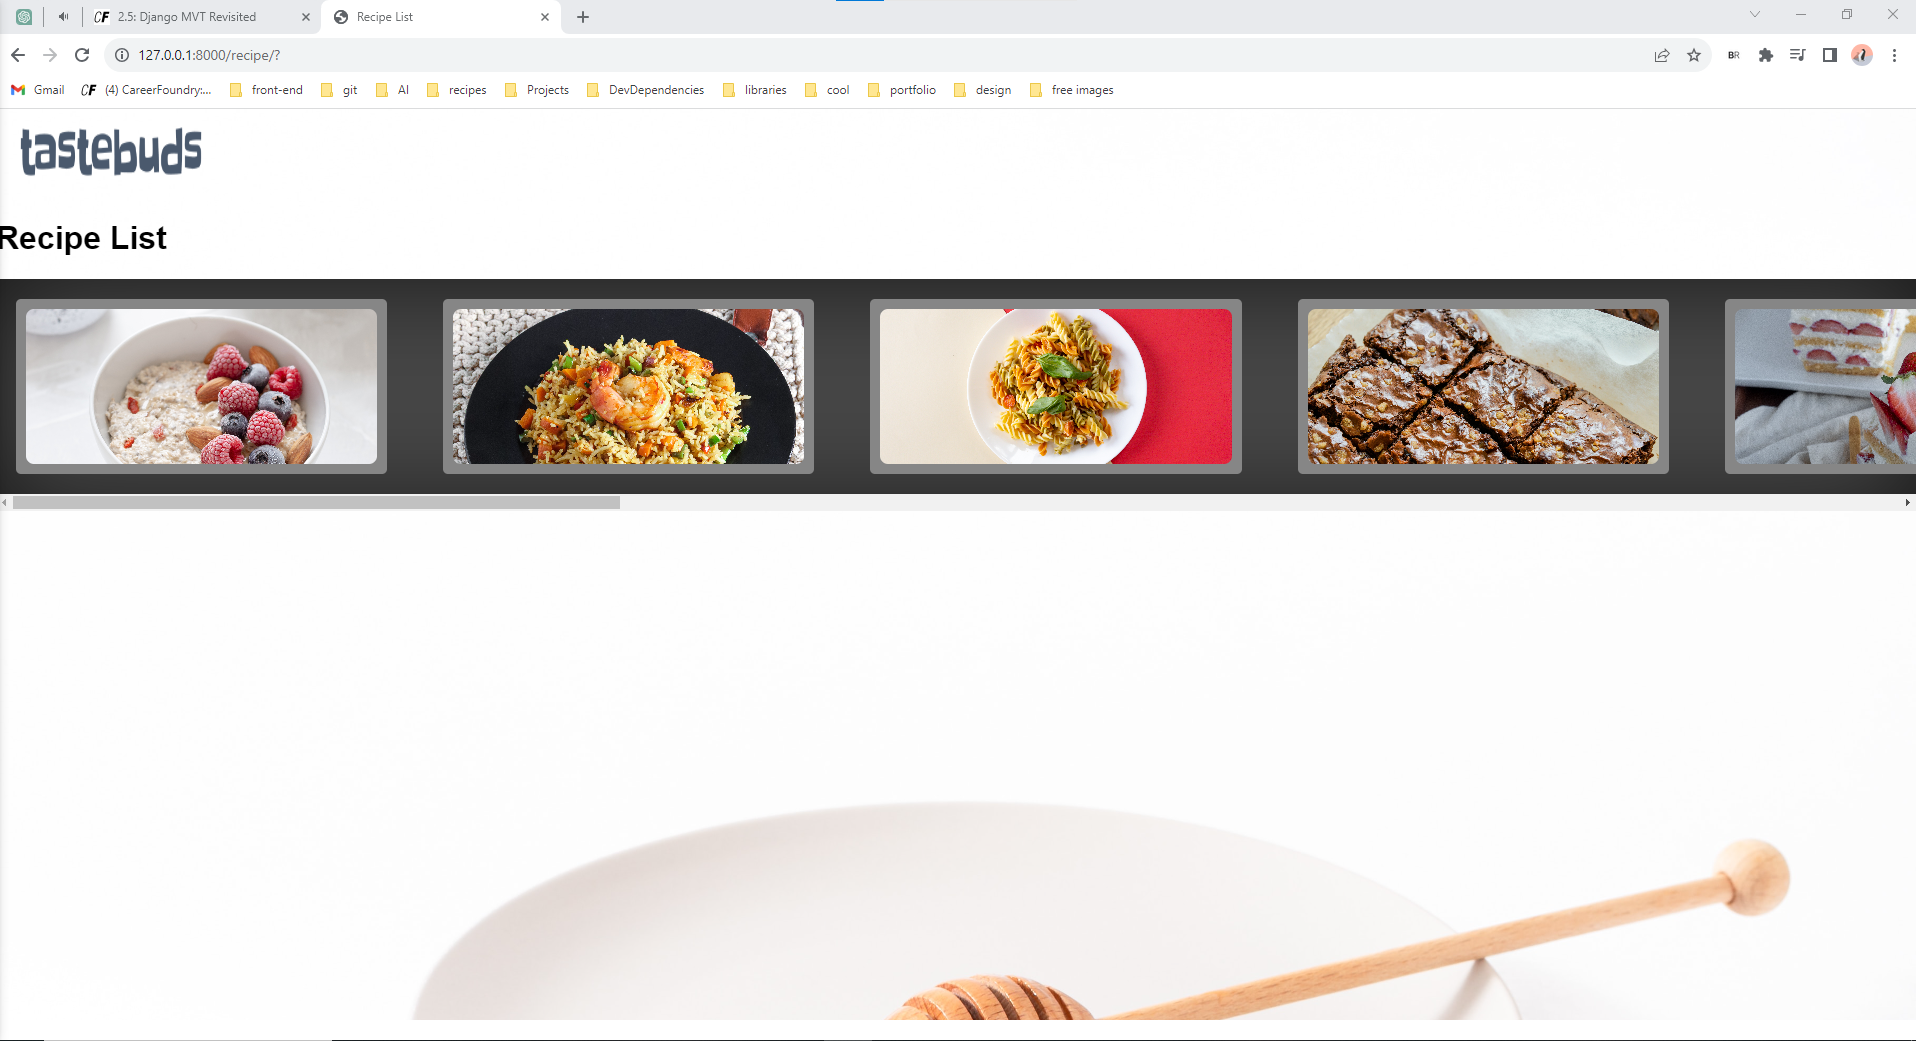 CF 2.5: Django MVT Revisited
Recipe List
127.0.0.1:8000/recipe/?
BR
Gmail CF (4) CareerFoundry:... front-end git AI recipes Projects DevDependencies libraries cool portfolio design free images
tastebuds
Recipe List